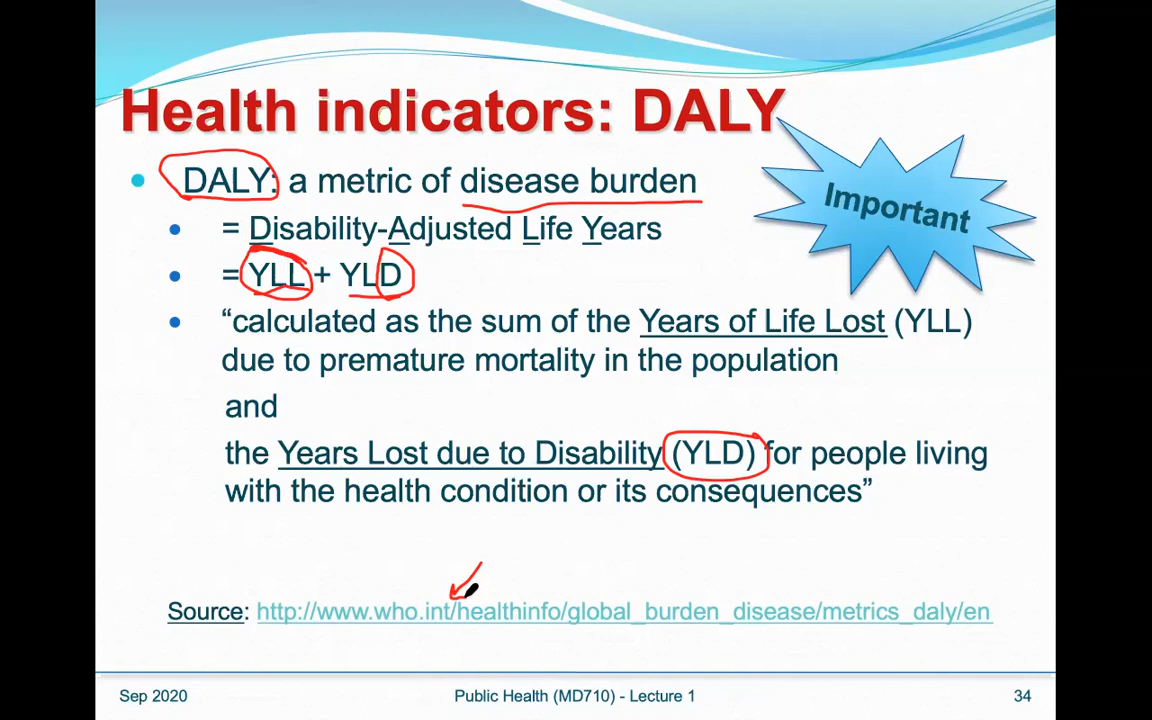 Health indicators: DALY
Important
DALY: a metric of disease burden
= Disability-Adjusted Life Years
= YLL + YLD
“calculated as the sum of the Years of Life Lost (YLL)
due to premature mortality in the population
and
the Years Lost due to Disability (YLD) for people living
with the health condition or its consequences”
Source: http://www.who.int/healthinfo/global_burden_disease/metrics_daly/en
Sep 2020
Public Health (MD710) - Lecture 1
34